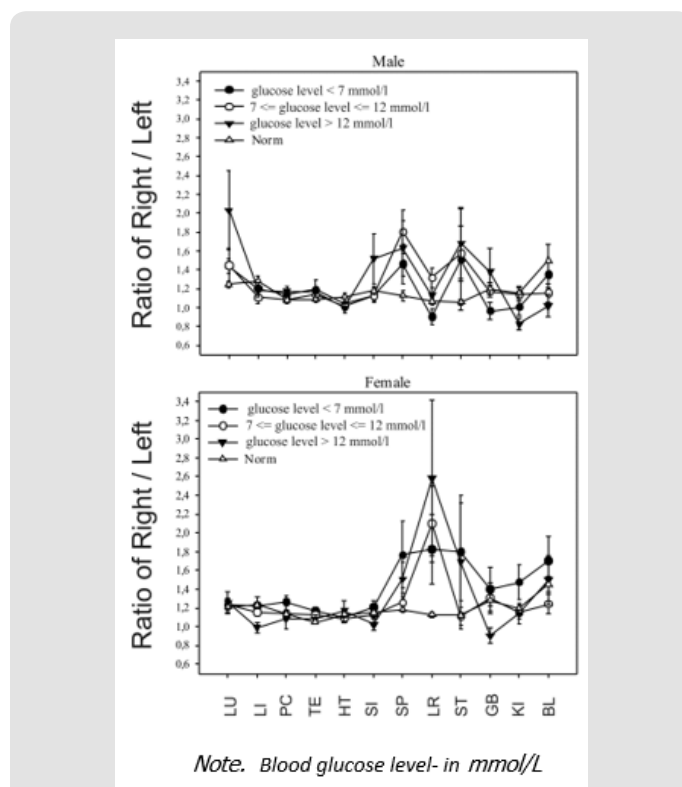 Male
Ratio of Right / Left
3,4
3,2
3,0
2,8
2,6
2,4
2,2
2,0
1,8
1,6
1,4
1,2
1,0
0,8
0,6
glucose level < 7 mmol/l
7 <= glucose level <= 12 mmol/l
glucose level > 12 mmol/l
Norm
Female
Ratio of Right / Left
3,4
3,2
3,0
2,8
2,6
2,4
2,2
2,0
1,8
1,6
1,4
1,2
1,0
0,8
0,6
glucose level < 7 mmol/l
7 <= glucose level <= 12 mmol/l
glucose level > 12 mmol/l
Norm
LU LI PC TE HT SI SP LR ST GB KI BL
Note. Blood glucose level- in mmol/L